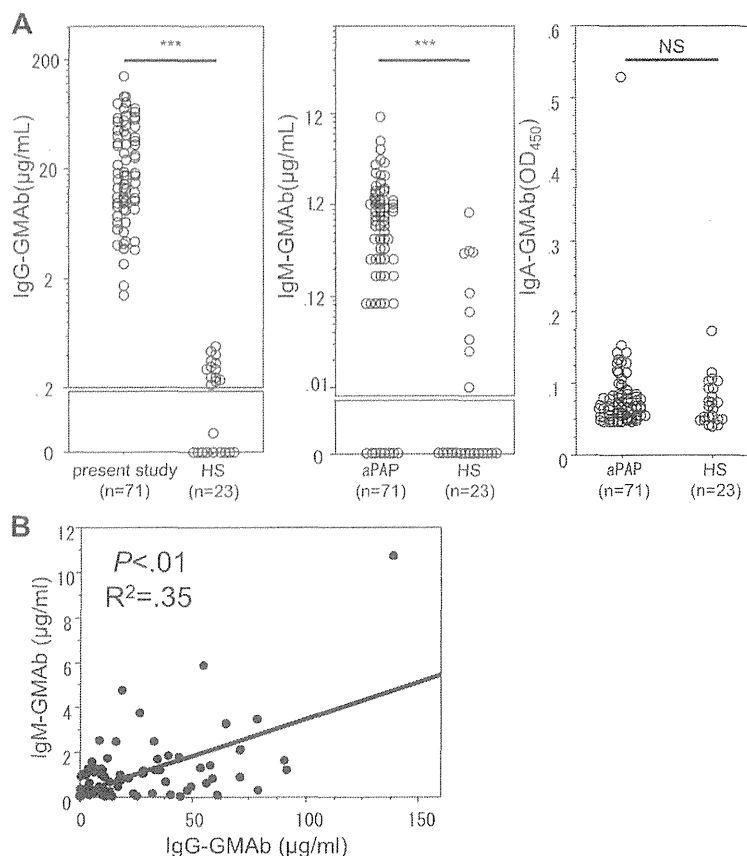 A
IgG-GMAb(µg/mL)
200
20
2
.2
0
***
present study
(n=71)
HS
(n=23)
IgM-GMAb(µg/mL)
12
12
.12
.01
0
***
aPAP
(n=71)
HS
(n=23)
IgA-GMAb(OD450)
.6
.5
.4
.3
.2
.1
0
NS
aPAP
(n=71)
HS
(n=23)
B
IgM-GMAb (µg/ml)
12
10
8
6
4
2
0
P<.01
R²=.35
0
50
100
150
IgG-GMAb (µg/ml)